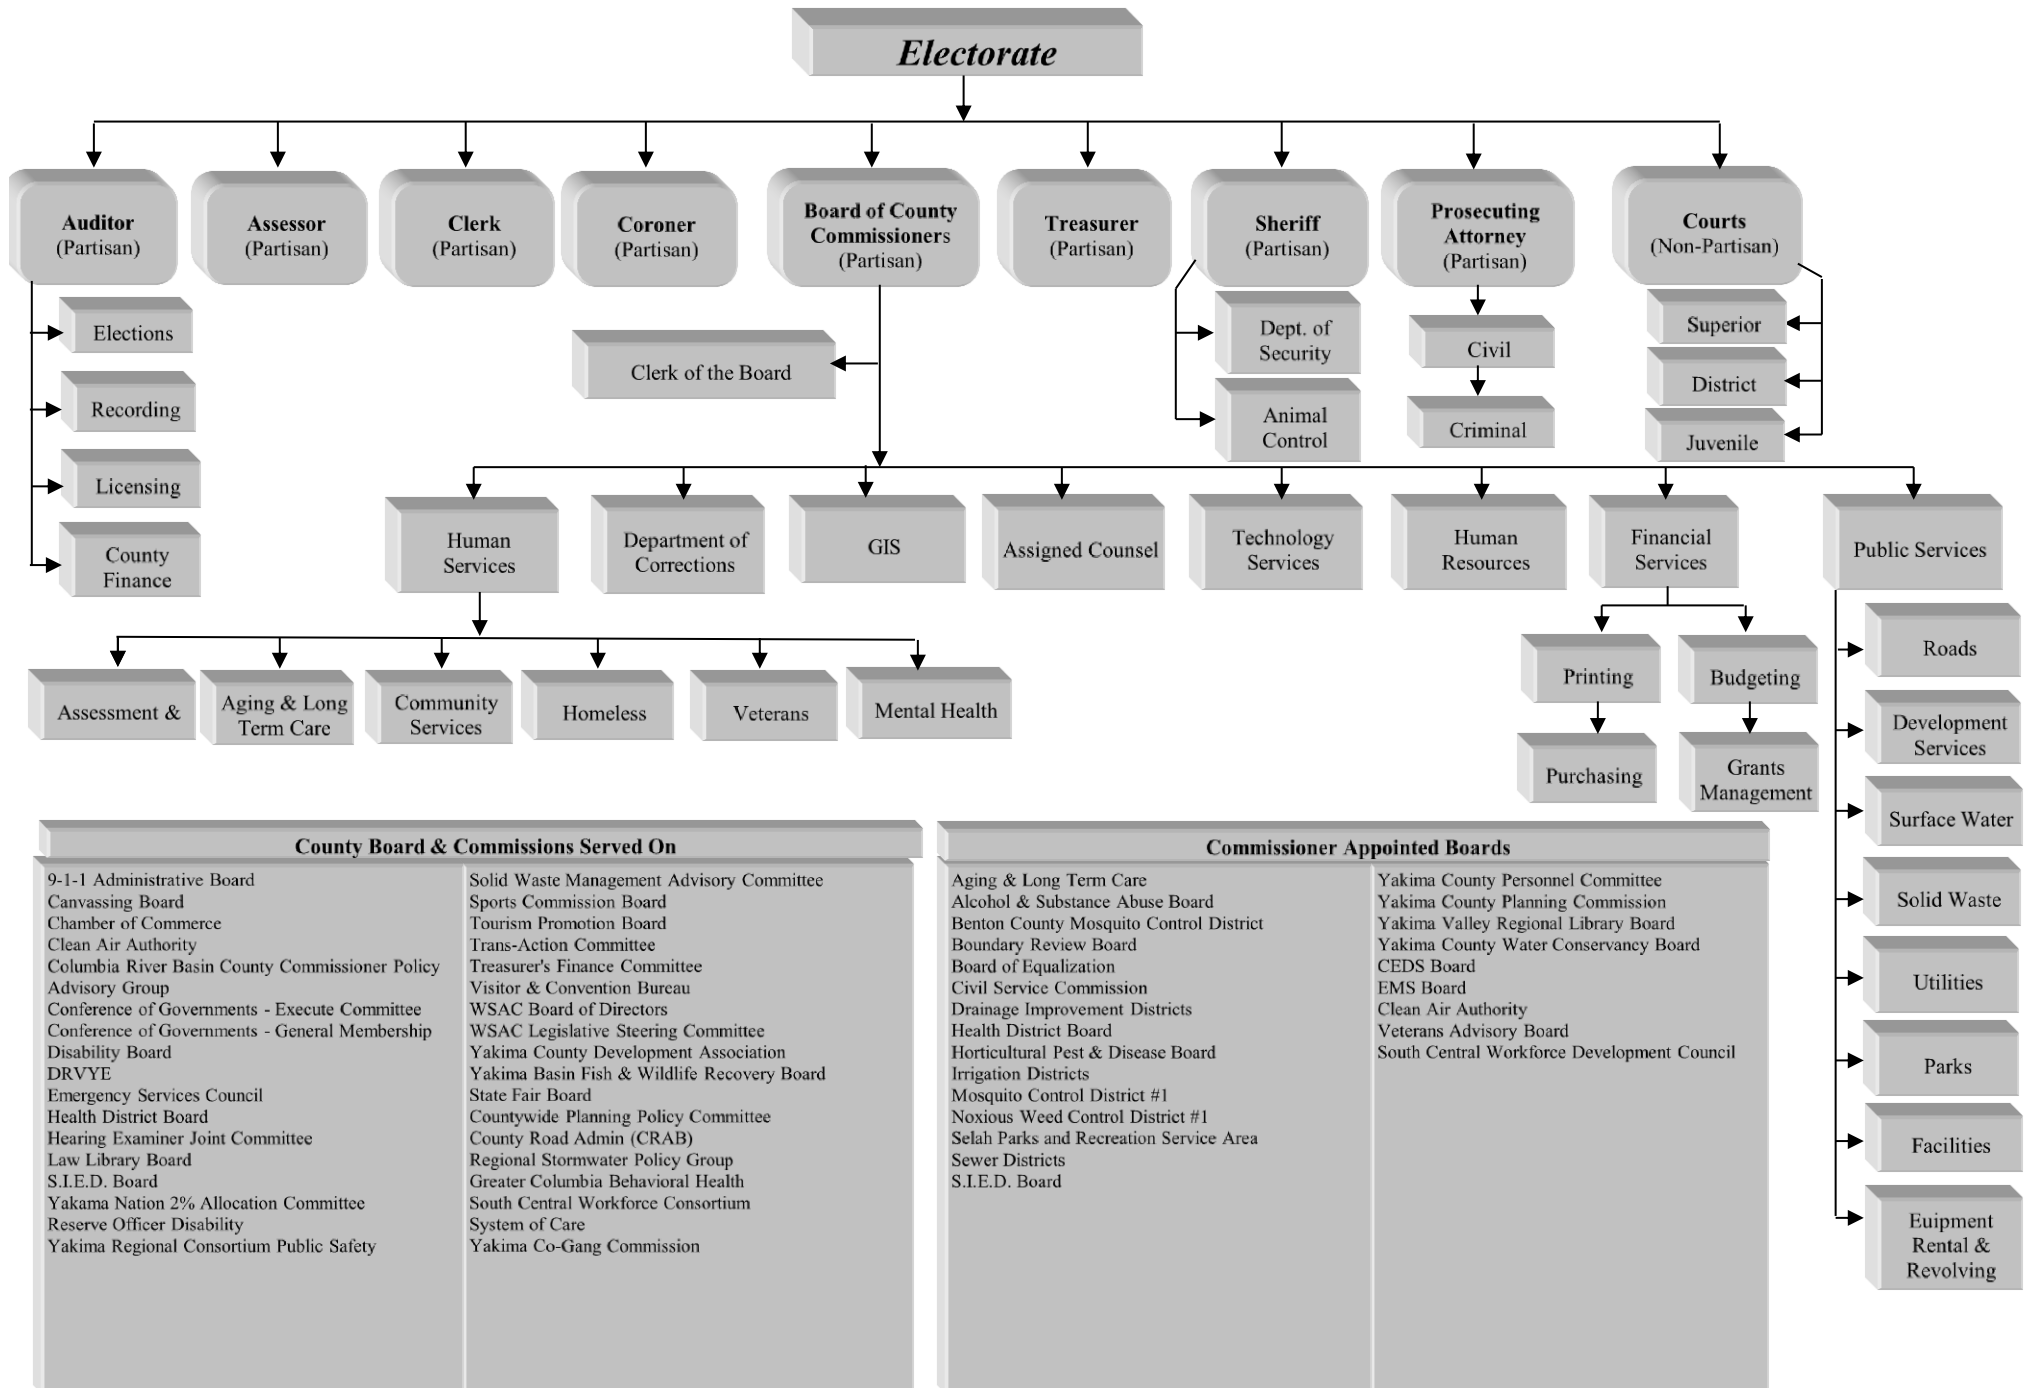 Electorate
Auditor
(Partisan)
Assessor
(Partisan)
Clerk
(Partisan)
Coroner
(Partisan)
Board of County
Commissioners
(Partisan)
Treasurer
(Partisan)
Sheriff
(Partisan)
Prosecuting
Attorney
(Partisan)
Courts
(Non-Partisan)
Elections
Recording
Licensing
County
Finance
Clerk of the Board
Dept. of
Security
Animal
Control
Civil
Criminal
Superior
District
Juvenile
Human
Services
Department of
Corrections
GIS
Assigned Counsel
Technology
Services
Human
Resources
Financial
Services
Public Services
Assessment &
Aging & Long
Term Care
Community
Services
Homeless
Veterans
Mental Health
Printing
Purchasing
Budgeting
Grants
Management
Roads
Development
Services
Surface Water
Solid Waste
Utilities
Parks
Facilities
Euipment
Rental &
Revolving
County Board & Commissions Served On
9-1-1 Administrative Board
Canvassing Board
Chamber of Commerce
Clean Air Authority
Columbia River Basin County Commissioner Policy
Advisory Group
Conference of Governments - Execute Committee
Conference of Governments - General Membership
Disability Board
DRVYE
Emergency Services Council
Health District Board
Hearing Examiner Joint Committee
Law Library Board
S.I.E.D. Board
Yakama Nation 2% Allocation Committee
Reserve Officer Disability
Yakima Regional Consortium Public Safety
Solid Waste Management Advisory Committee
Sports Commission Board
Tourism Promotion Board
Trans-Action Committee
Treasurer's Finance Committee
Visitor & Convention Bureau
WSAC Board of Directors
WSAC Legislative Steering Committee
Yakima County Development Association
Yakima Basin Fish & Wildlife Recovery Board
State Fair Board
Countywide Planning Policy Committee
County Road Admin (CRAB)
Regional Stormwater Policy Group
Greater Columbia Behavioral Health
South Central Workforce Consortium
System of Care
Yakima Co-Gang Commission
Commissioner Appointed Boards
Aging & Long Term Care
Alcohol & Substance Abuse Board
Benton County Mosquito Control District
Boundary Review Board
Board of Equalization
Civil Service Commission
Drainage Improvement Districts
Health District Board
Horticultural Pest & Disease Board
Irrigation Districts
Mosquito Control District #1
Noxious Weed Control District #1
Selah Parks and Recreation Service Area
Sewer Districts
S.I.E.D. Board
Yakima County Personnel Committee
Yakima County Planning Commission
Yakima Valley Regional Library Board
Yakima County Water Conservancy Board
CEDS Board
EMS Board
Clean Air Authority
Veterans Advisory Board
South Central Workforce Development Council